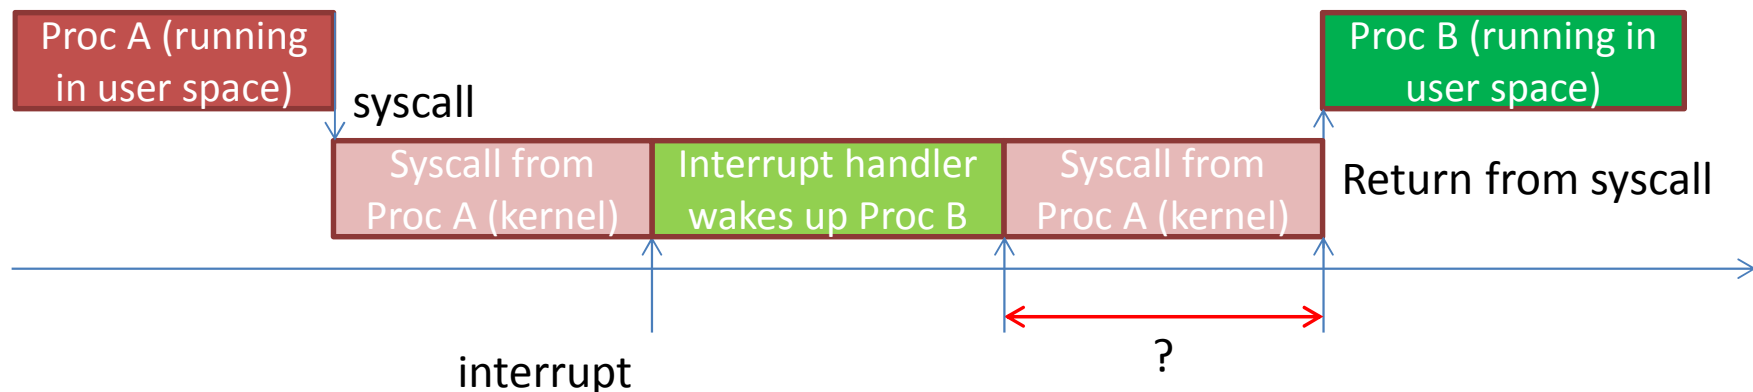 Proc A (running
in user space)
Proc B (running in
user space)
syscall
Syscall from
Proc A (kernel)
Interrupt handler
wakes up Proc B
Syscall from
Proc A (kernel)
Return from syscall
interrupt
?